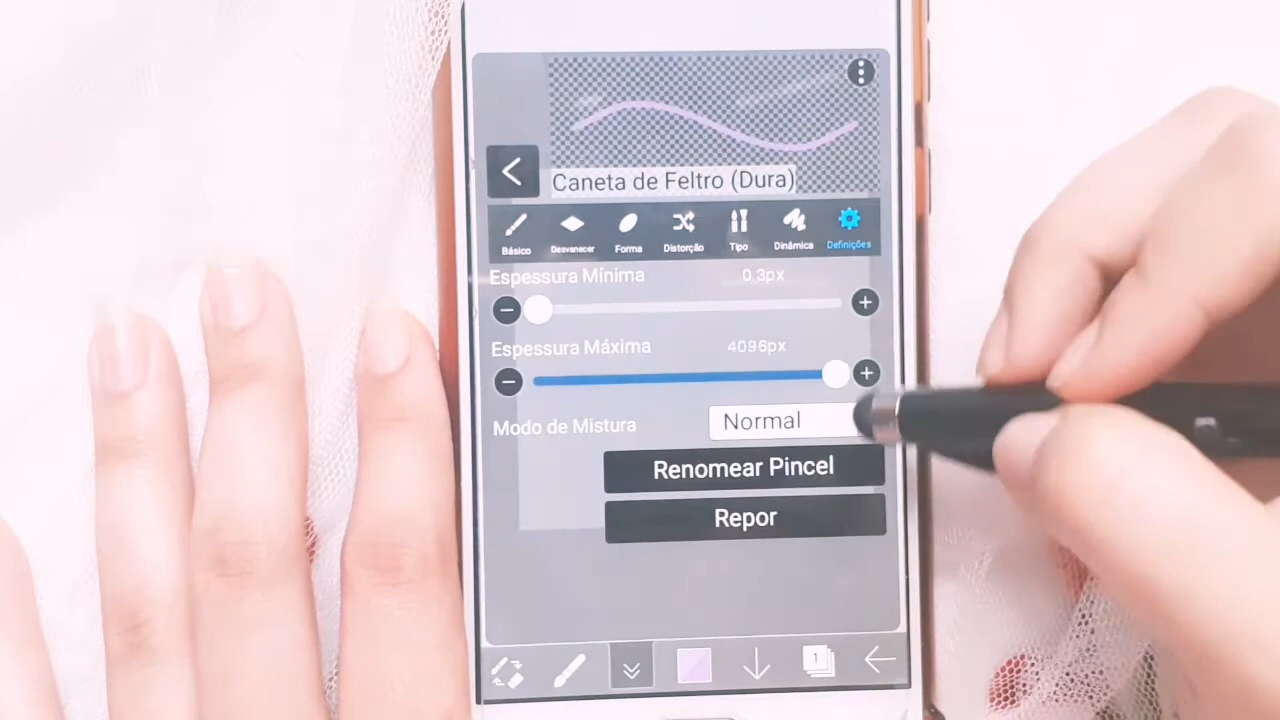 Caneta de Feltro (Dura)
Básico Desvanecer Forma Distorção Tipo Dinâmica Definições
Espessura Mínima 0.3px
Espessura Máxima 4096px
Modo de Mistura Normal
Renomear Pincel
Repor
1